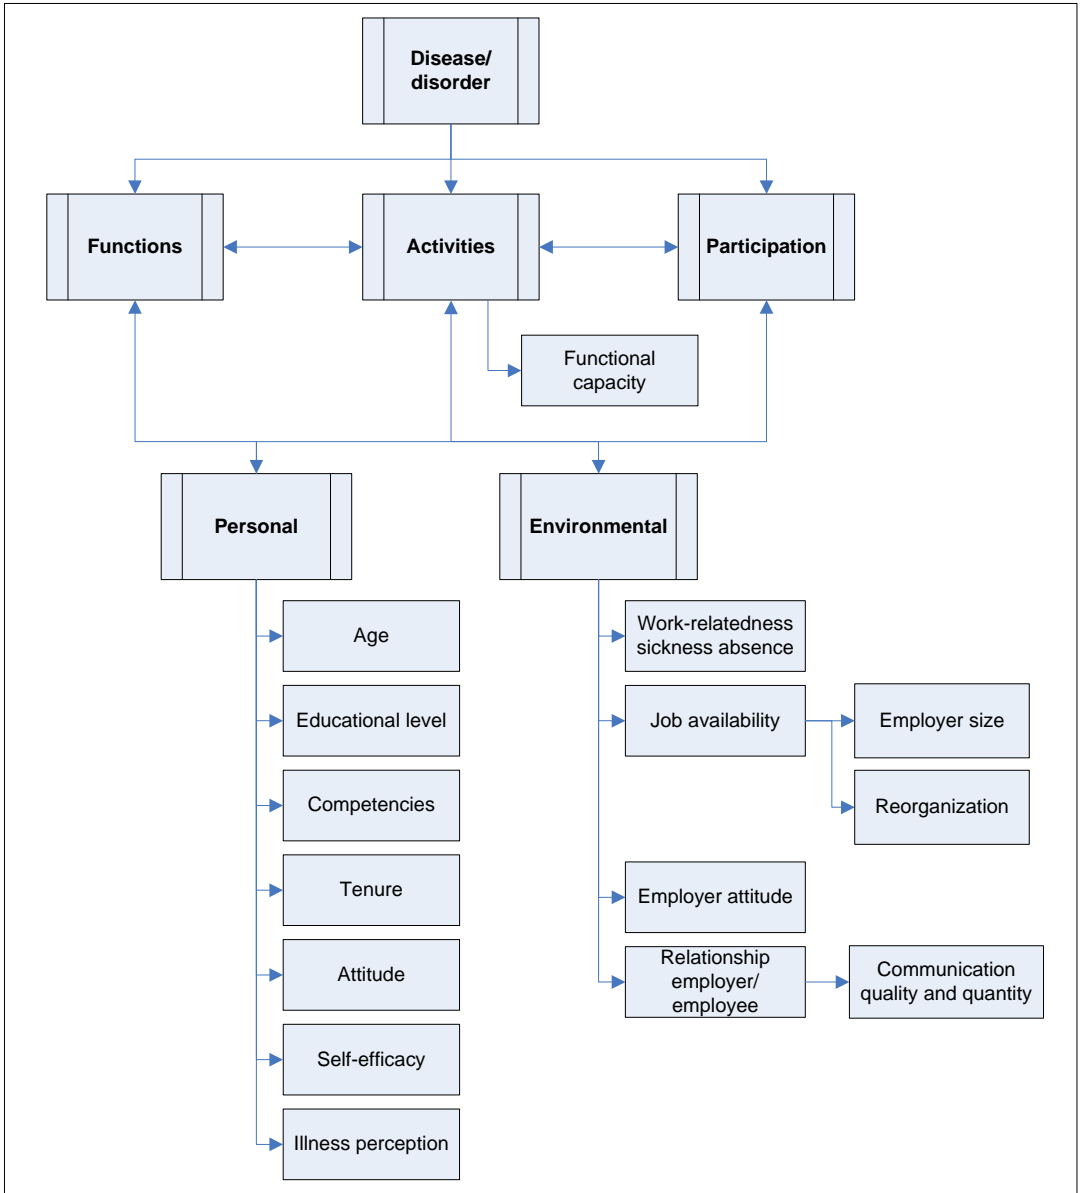 Disease/
disorder
Functions
Activities
Participation
Functional
capacity
Personal
Environmental
Age
Educational level
Competencies
Tenure
Attitude
Self-efficacy
Illness perception
Work-relatedness
sickness absence
Job availability
Employer size
Reorganization
Employer attitude
Relationship
employer/
employee
Communication
quality and quantity